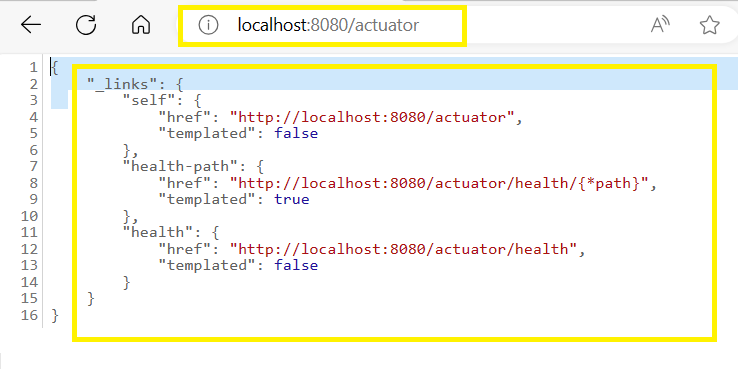 localhost:8080/actuator
1 {
2     "_links": {
3         "self": {
4             "href": "http://localhost:8080/actuator",
5             "templated": false
6         },
7         "health-path": {
8             "href": "http://localhost:8080/actuator/health/{*path}",
9             "templated": true
10         },
11         "health": {
12             "href": "http://localhost:8080/actuator/health",
13             "templated": false
14         }
15     }
16 }